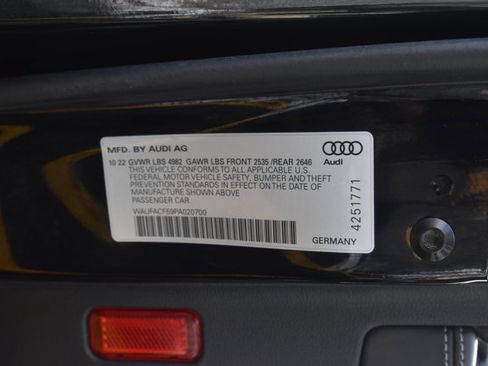 MFD. BY AUDI AG
Audi
10 22 GVWR LBS 4982 GAWR LBS FRONT 2535 /REAR 2646
THIS VEHICLE CONFORMS TO ALL APPLICABLE U.S.
FEDERAL MOTOR VEHICLE SAFETY, BUMPER AND THEFT
PREVENTION STANDARDS IN EFFECT ON THE DATE OF
MANUFACTURE SHOWN ABOVE
PASSENGER CAR
WAUFACF59PA020700
4251771
GERMANY